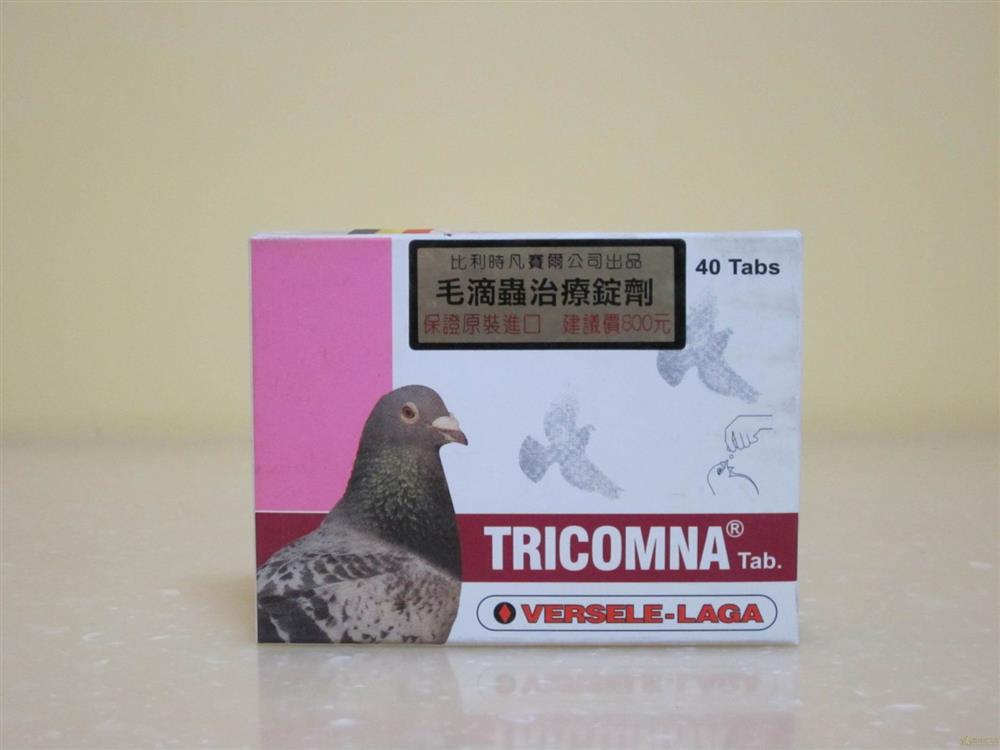 比利時凡賽爾公司出品
毛滴蟲治療錠劑
保證原裝進口 建議價800元
40 Tabs
TRICOMNA® Tab.
VERSELE-LAGA